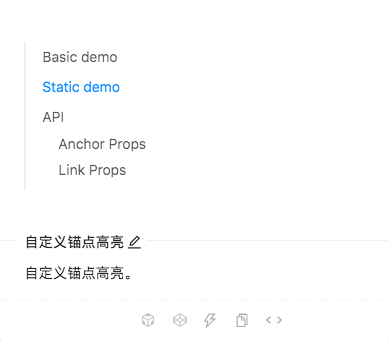 Basic demo
Static demo
API
Anchor Props
Link Props
自定义锚点高亮
自定义锚点高亮。